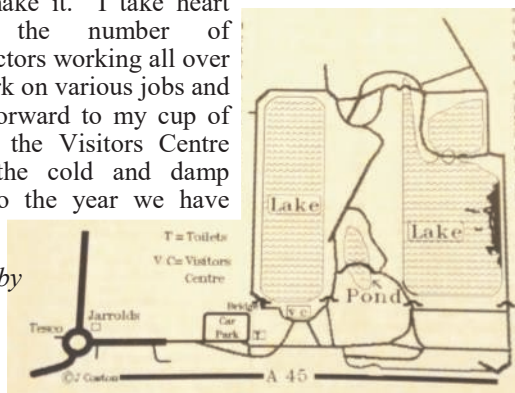 ake it. I take heart
the number of
ctors working all over
rk on various jobs and
orward to my cup of
the Visitors Centre
the cold and damp
o the year we have
by
Lake
Lake
T = Toilets
V C = Visitors
Centre
Pond
Bridge
v c
Jarrolds
Tesco
Car
Park
T
A 45